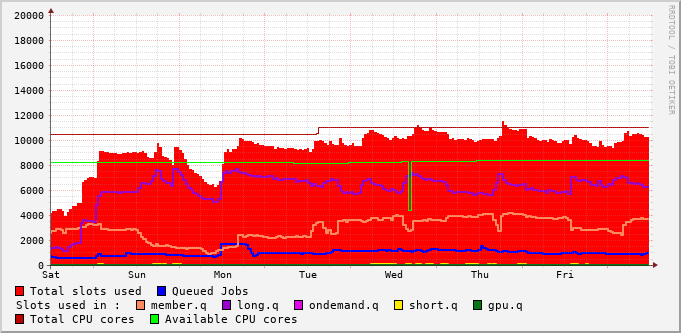 20000
18000
16000
14000
12000
10000
8000
6000
4000
2000
0
Sat Sun Mon Tue Wed Thu Fri
RRDTOOL / TOBI OETIKER
Total slots used Queued Jobs
Slots used in : member.q long.q ondemand.q short.q gpu.q
Total CPU cores Available CPU cores